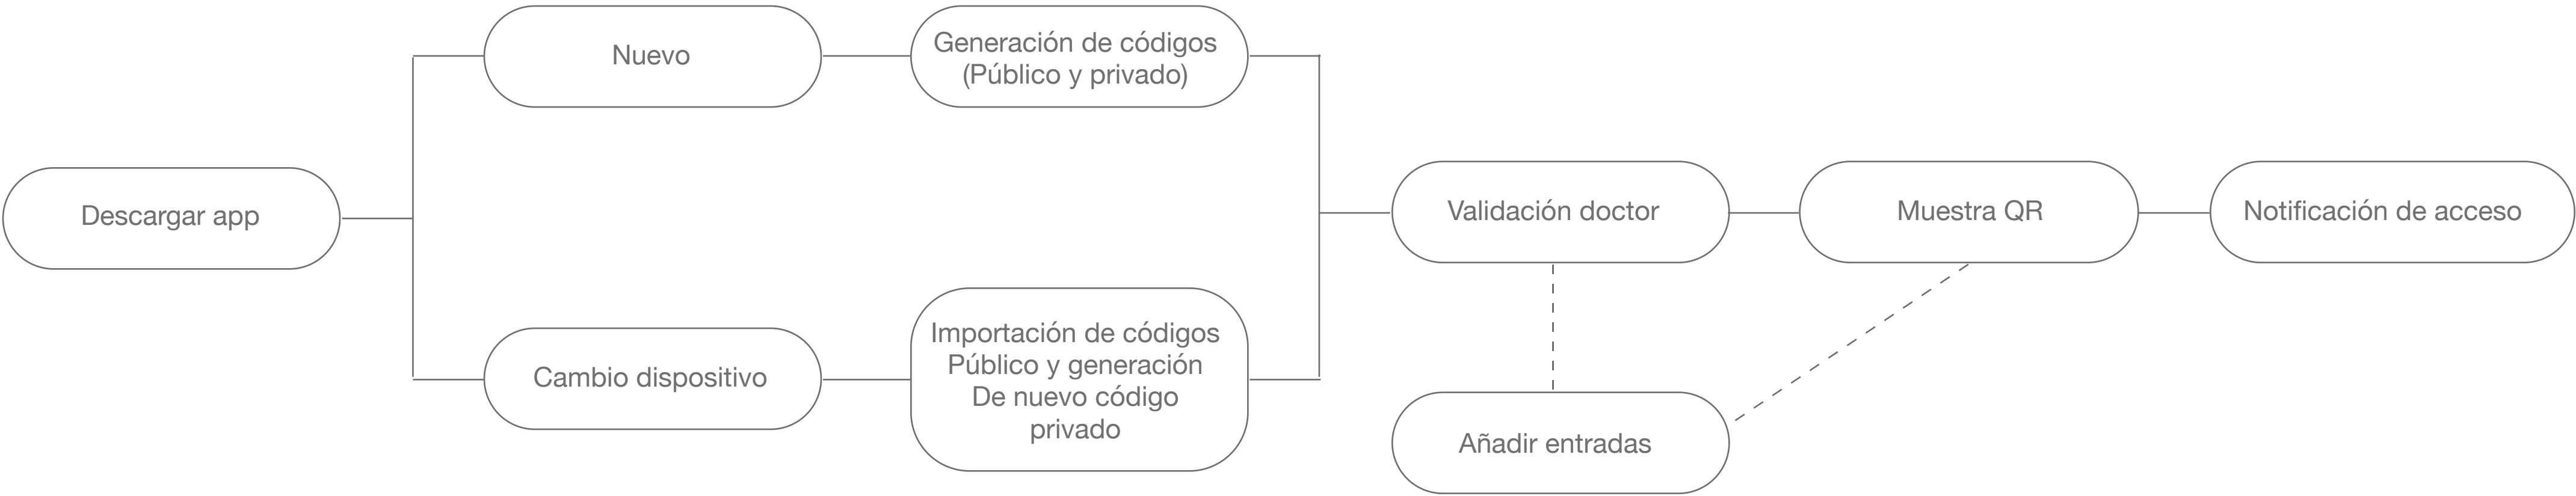 Descargar app
Nuevo
Generación de códigos
(Público y privado)
Cambio dispositivo
Importación de códigos
Público y generación
De nuevo código
privado
Validación doctor
Muestra QR
Notificación de acceso
Añadir entradas